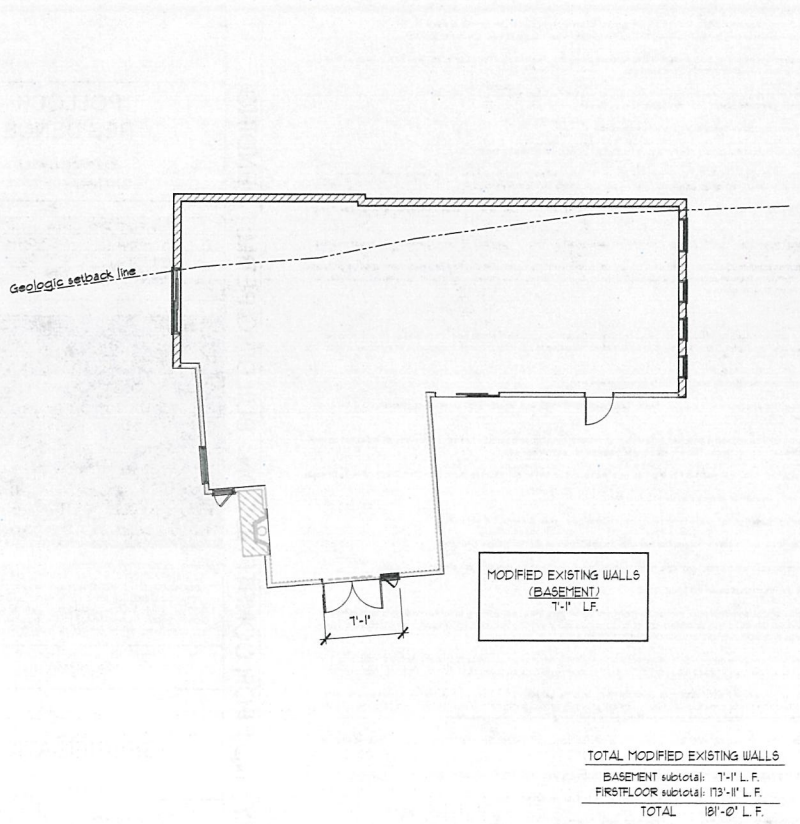 Geologic setback line
7'-1"
MODIFIED EXISTING WALLS
(BASEMENT)
7'-1" L.F.
TOTAL MODIFIED EXISTING WALLS
BASEMENT subtotal: 7'-1" L. F.
FIRSTFLOOR subtotal: 173'-11" L. F.
TOTAL 181'-0" L. F.